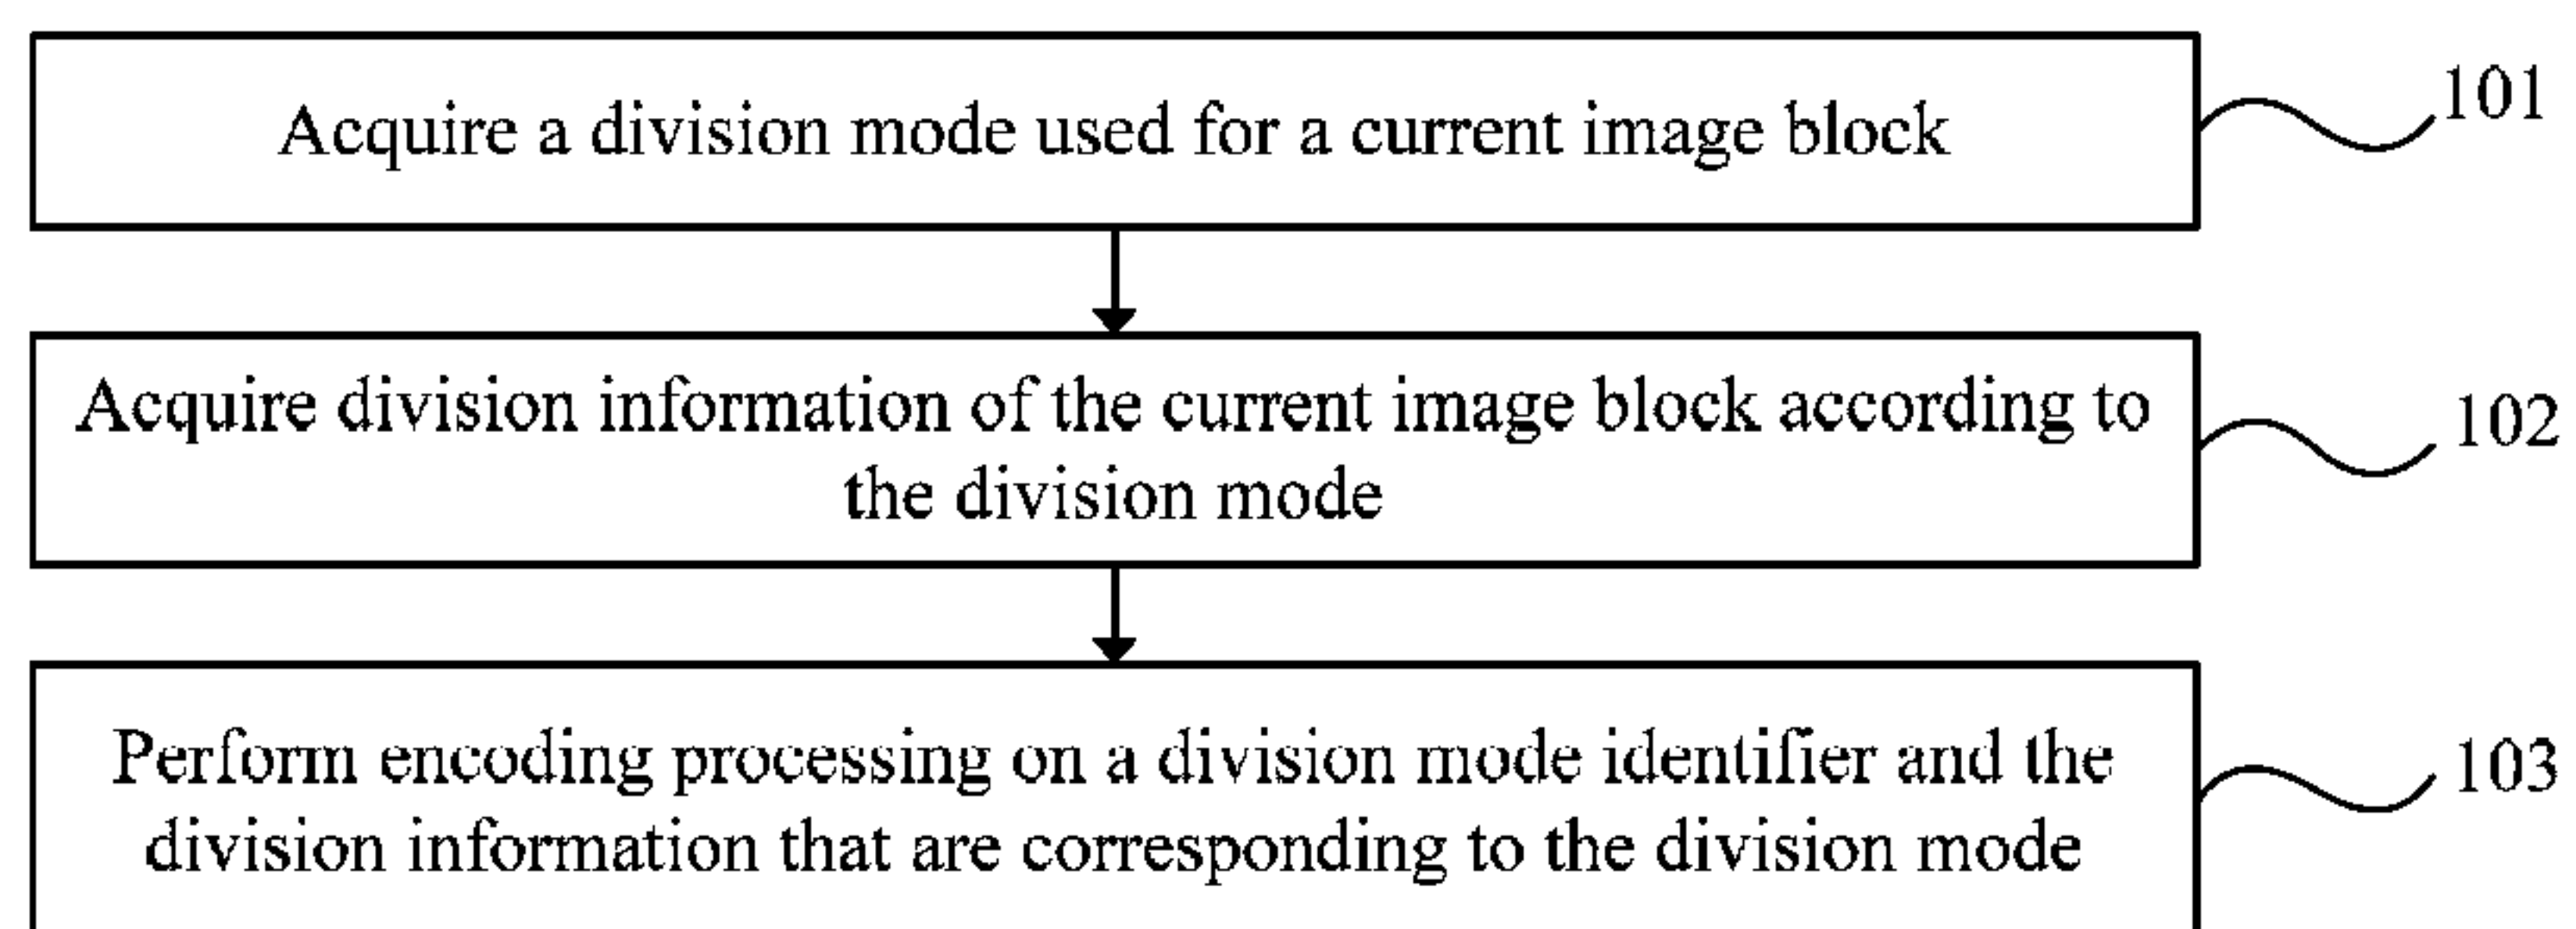 Acquire a division mode used for a current image block
101
Acquire division information of the current image block according to
the division mode
102
Perform encoding processing on a division mode identifier and the
division information that are corresponding to the division mode
103